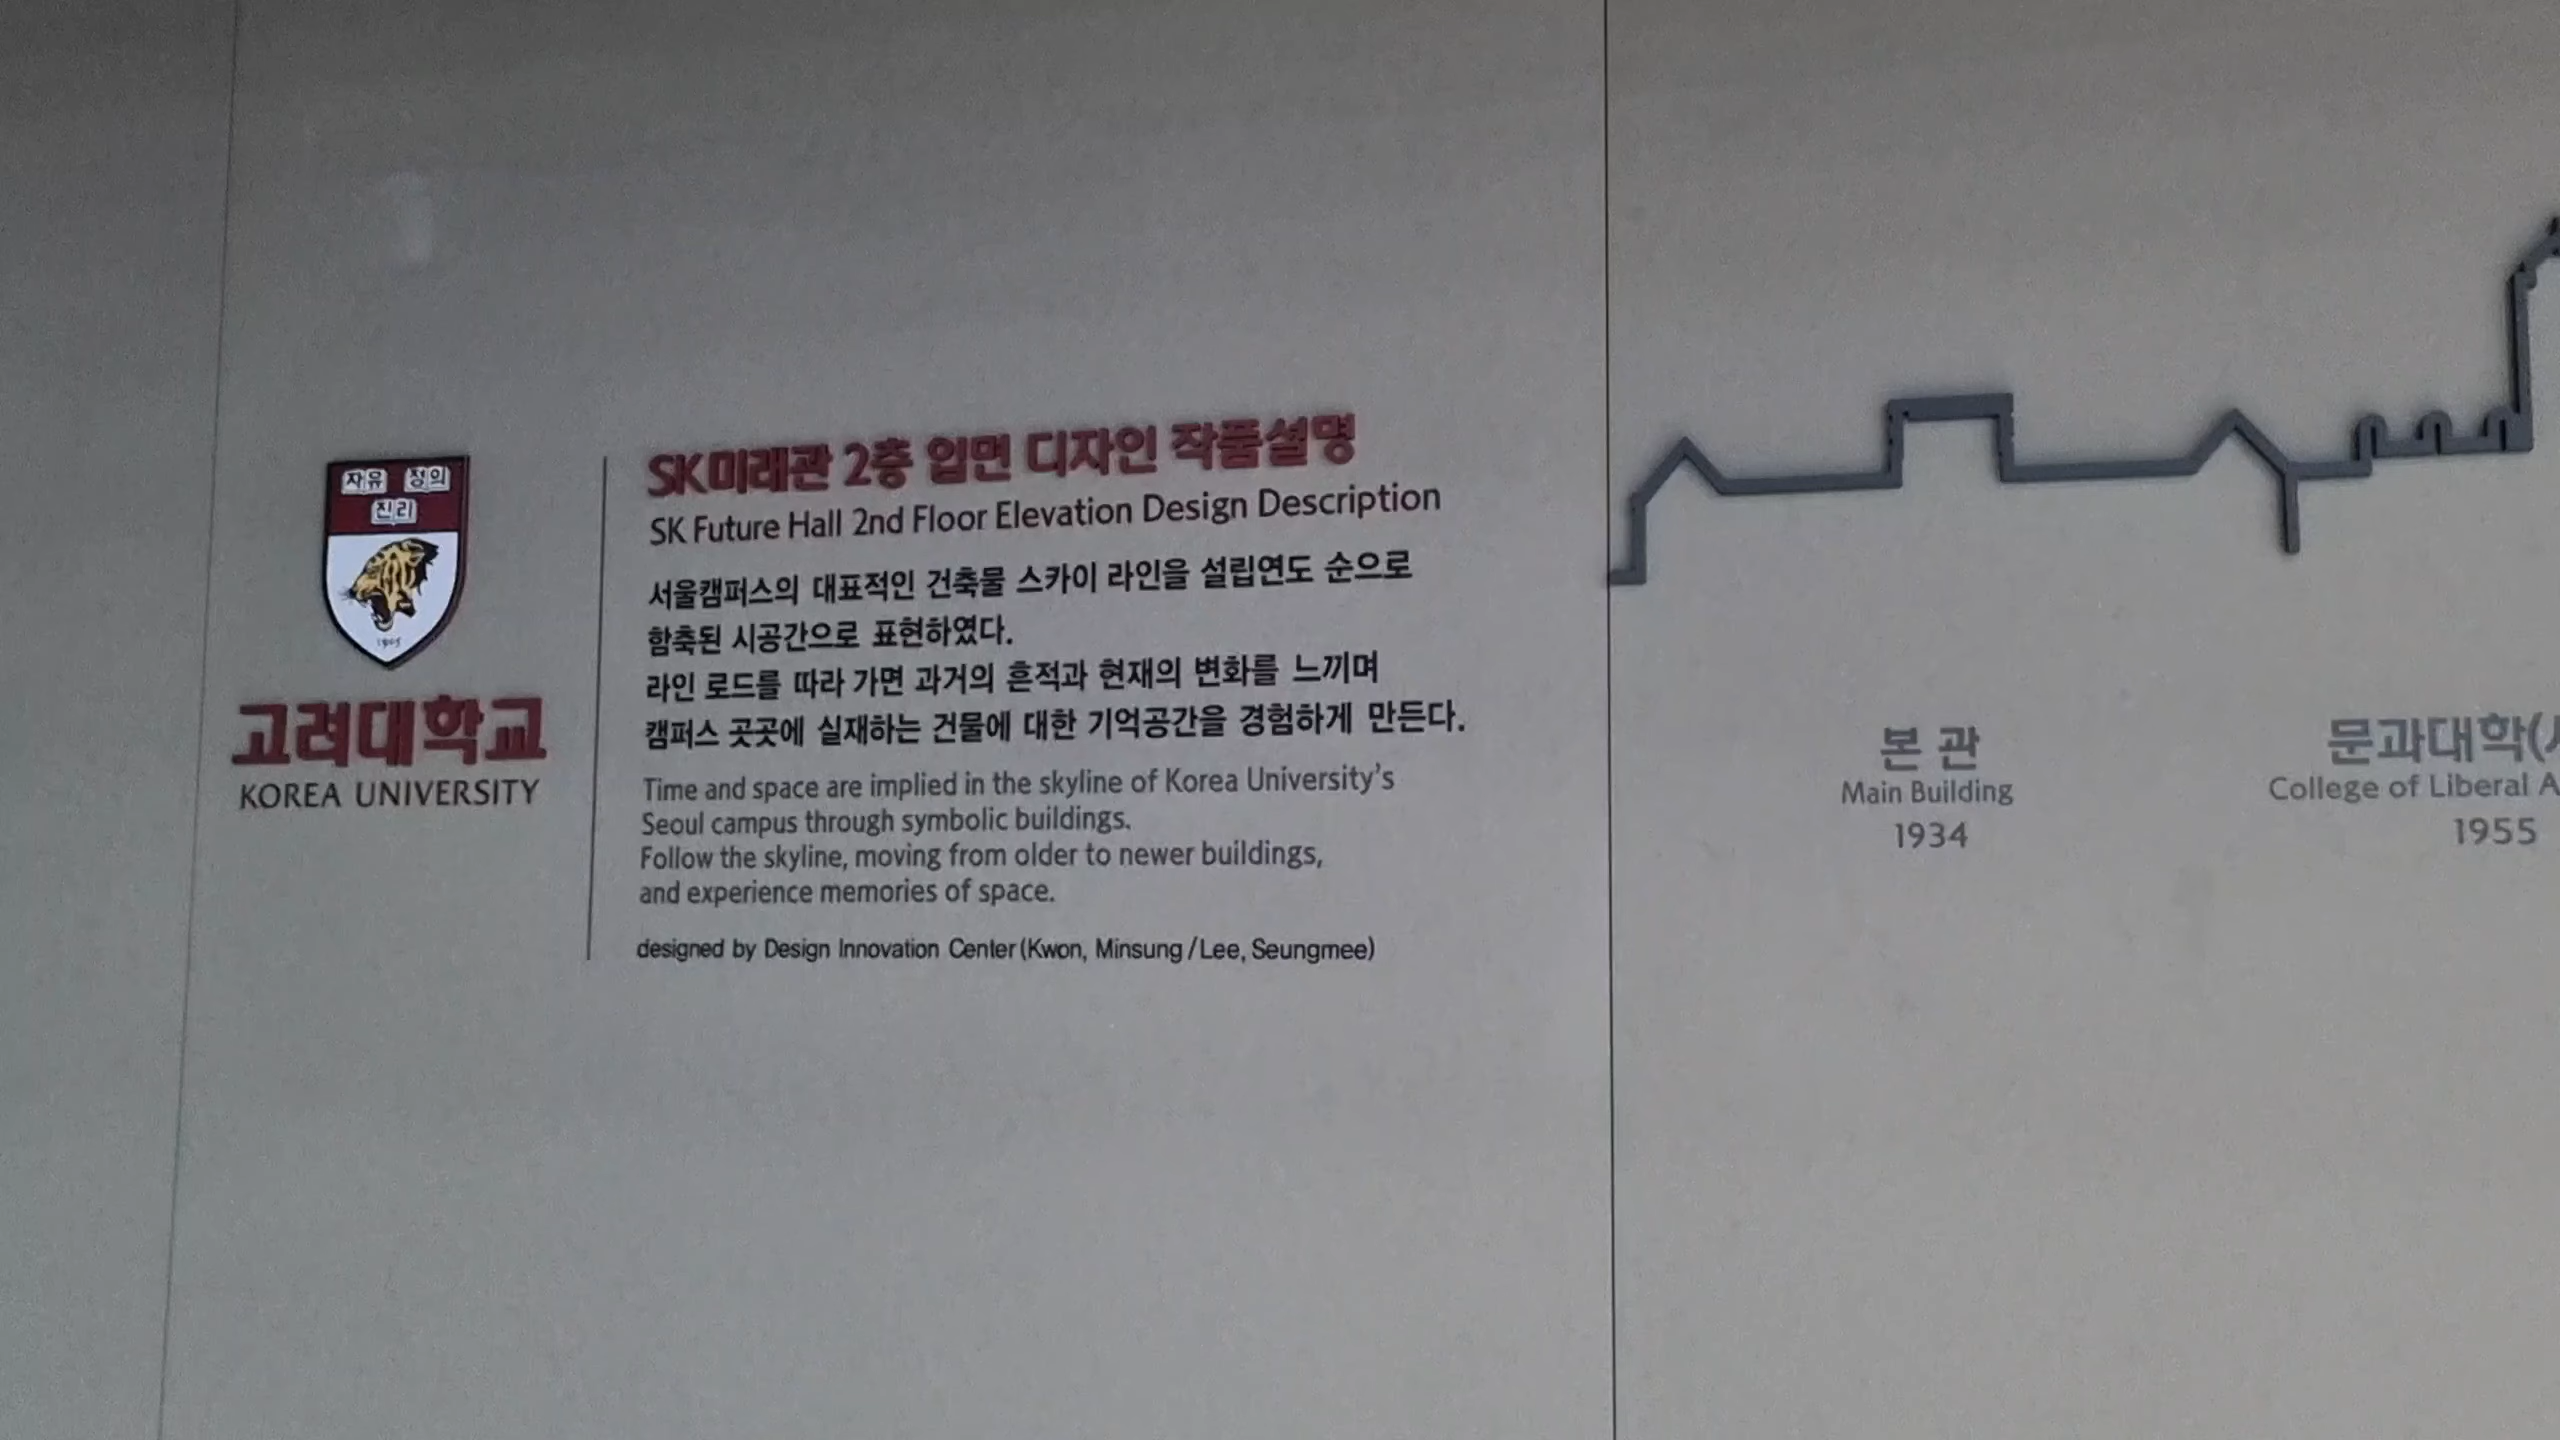 자유 정의
진리
1905
고려대학교
KOREA UNIVERSITY
SK미래관 2층 입면 디자인 작품설명
SK Future Hall 2nd Floor Elevation Design Description
서울캠퍼스의 대표적인 건축물 스카이 라인을 설립연도 순으로
함축된 시공간으로 표현하였다.
라인 로드를 따라 가면 과거의 흔적과 현재의 변화를 느끼며
캠퍼스 곳곳에 실재하는 건물에 대한 기억공간을 경험하게 만든다.
Time and space are implied in the skyline of Korea University's
Seoul campus through symbolic buildings.
Follow the skyline, moving from older to newer buildings,
and experience memories of space.
designed by Design Innovation Center(Kwon, Minsung/Lee, Seungmee)
본 관
Main Building
1934
문과대학(
College of Liberal
1955